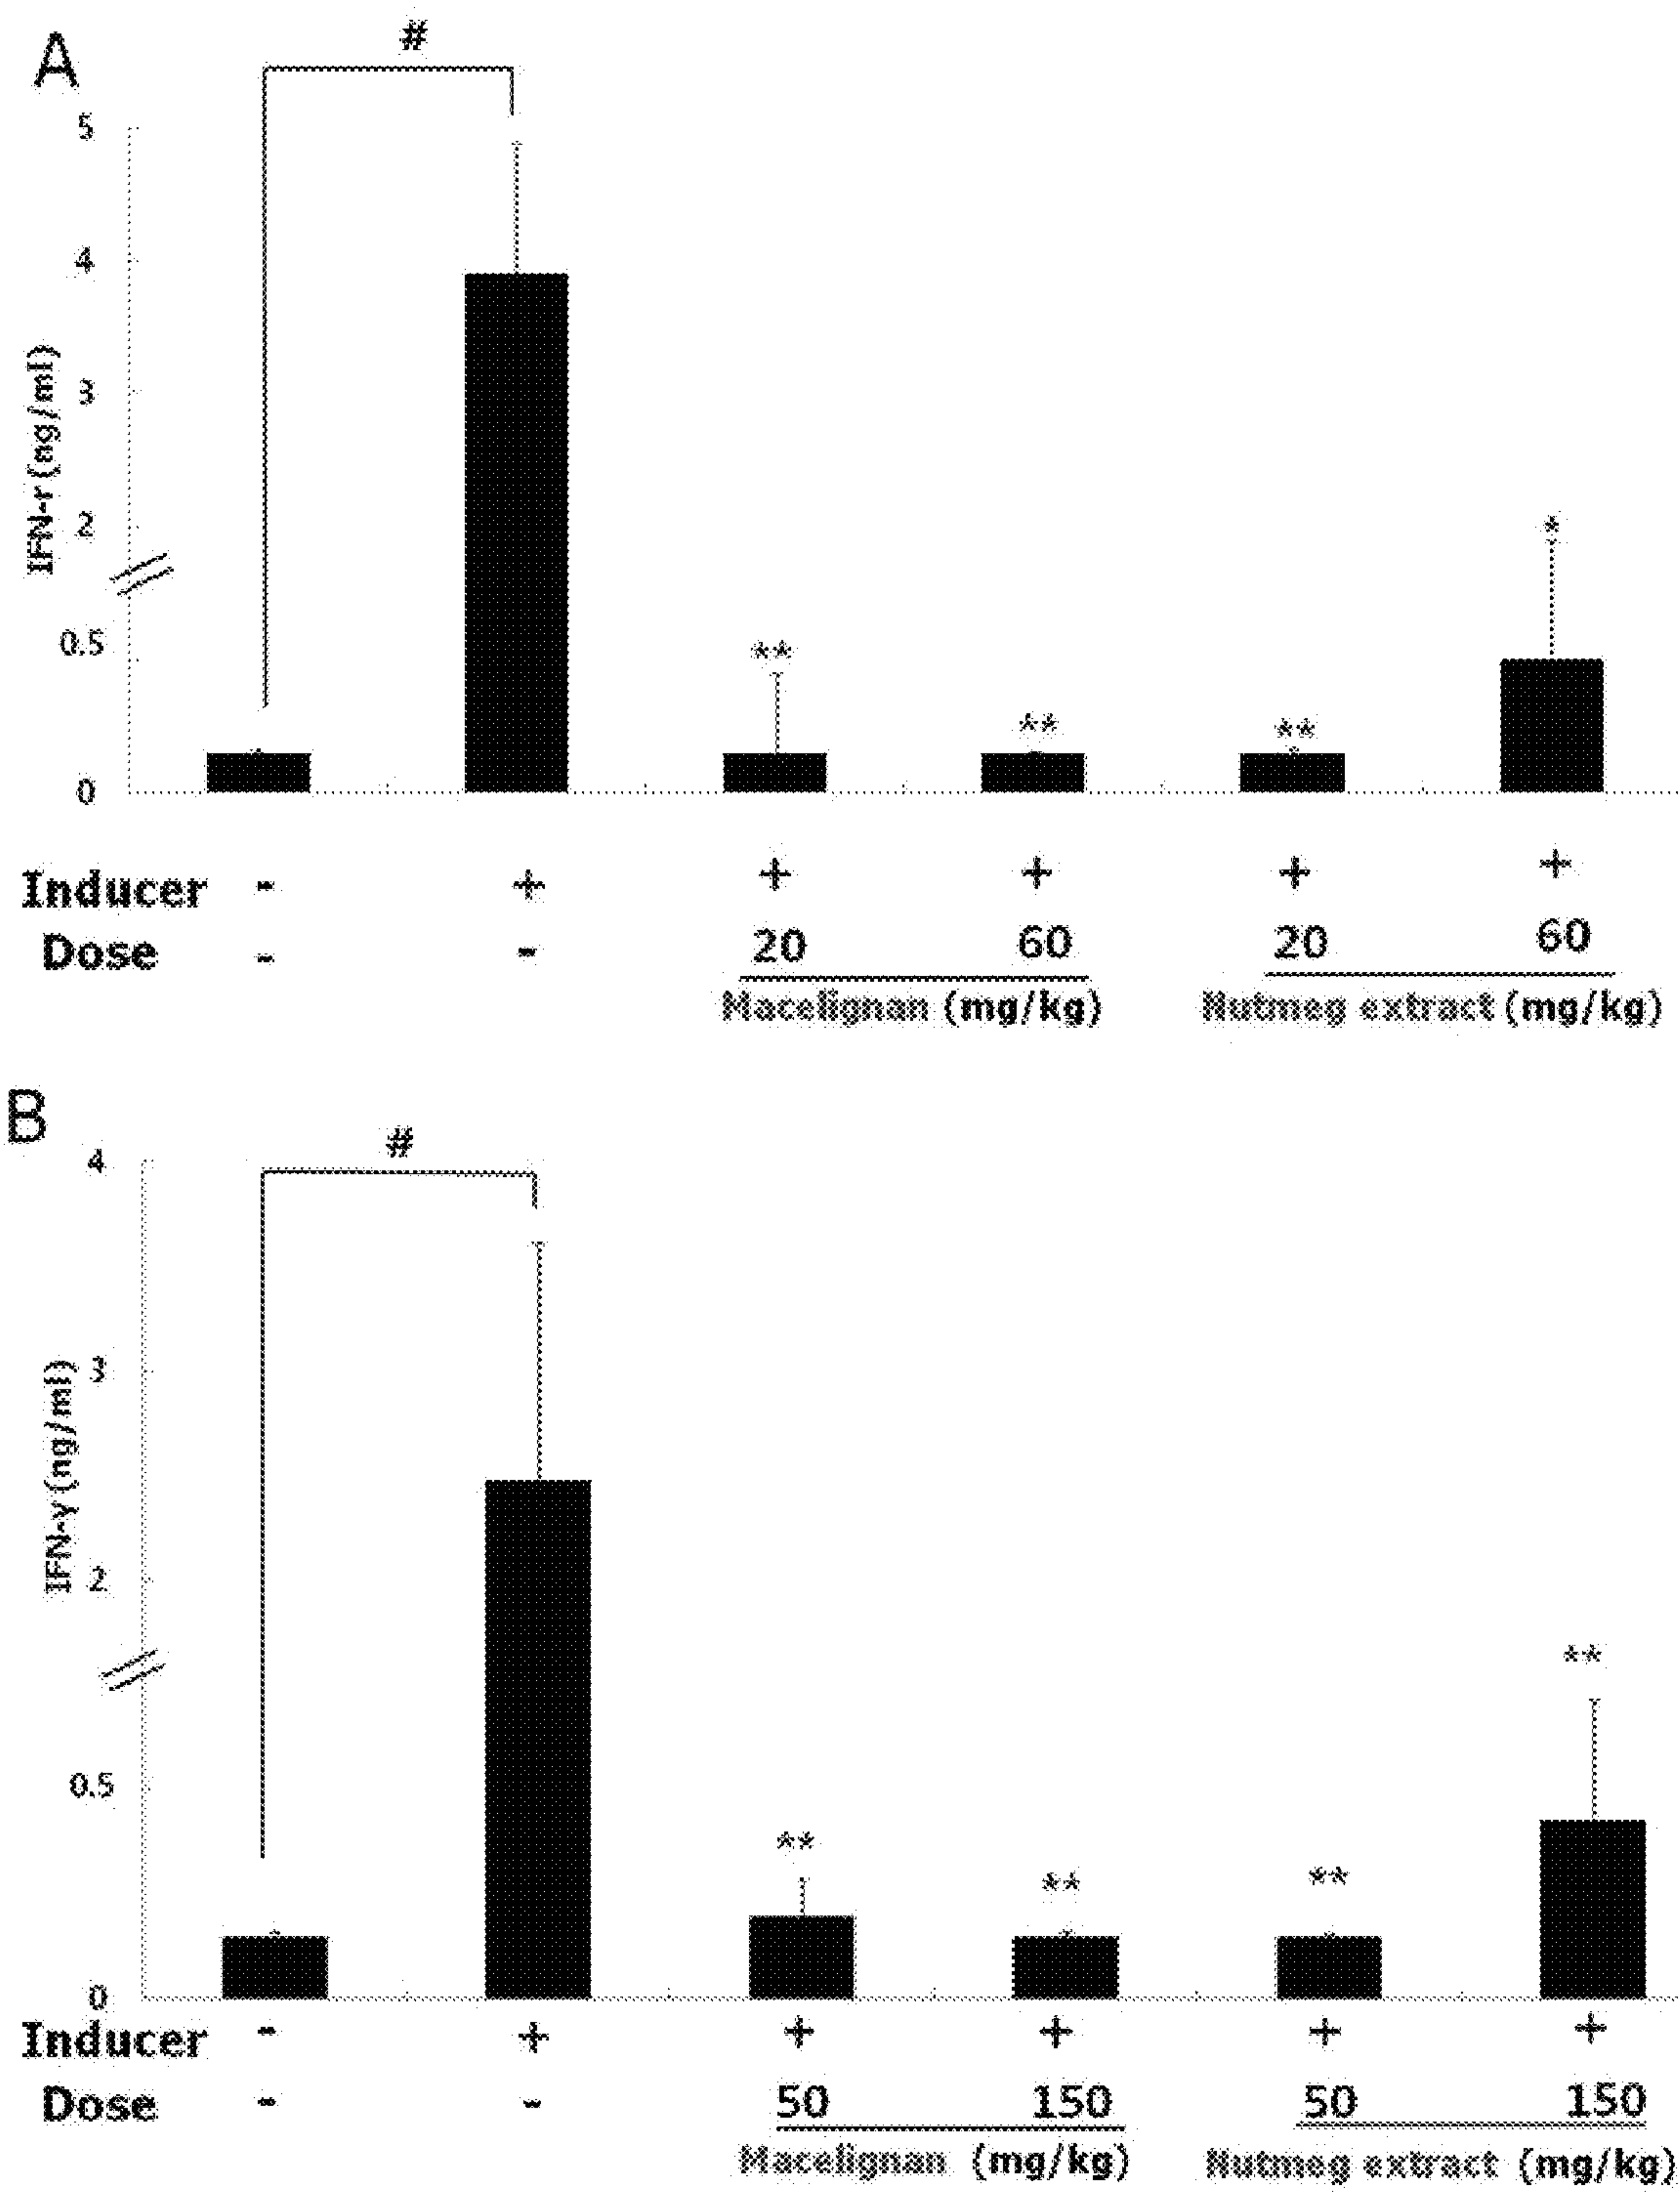 A
#
5
4
3
2
0.5
0
IFN-r (ng/ml)
**
**
**
*
Inducer - + + + + +
Dose - - 20 60 20 60
Macelignan (mg/kg) Nutmeg extract (mg/kg)
B
#
4
3
2
0.5
0
IFN-γ (ng/ml)
**
**
**
**
Inducer - + + + + +
Dose - - 50 150 50 150
Macelignan (mg/kg) Nutmeg extract (mg/kg)